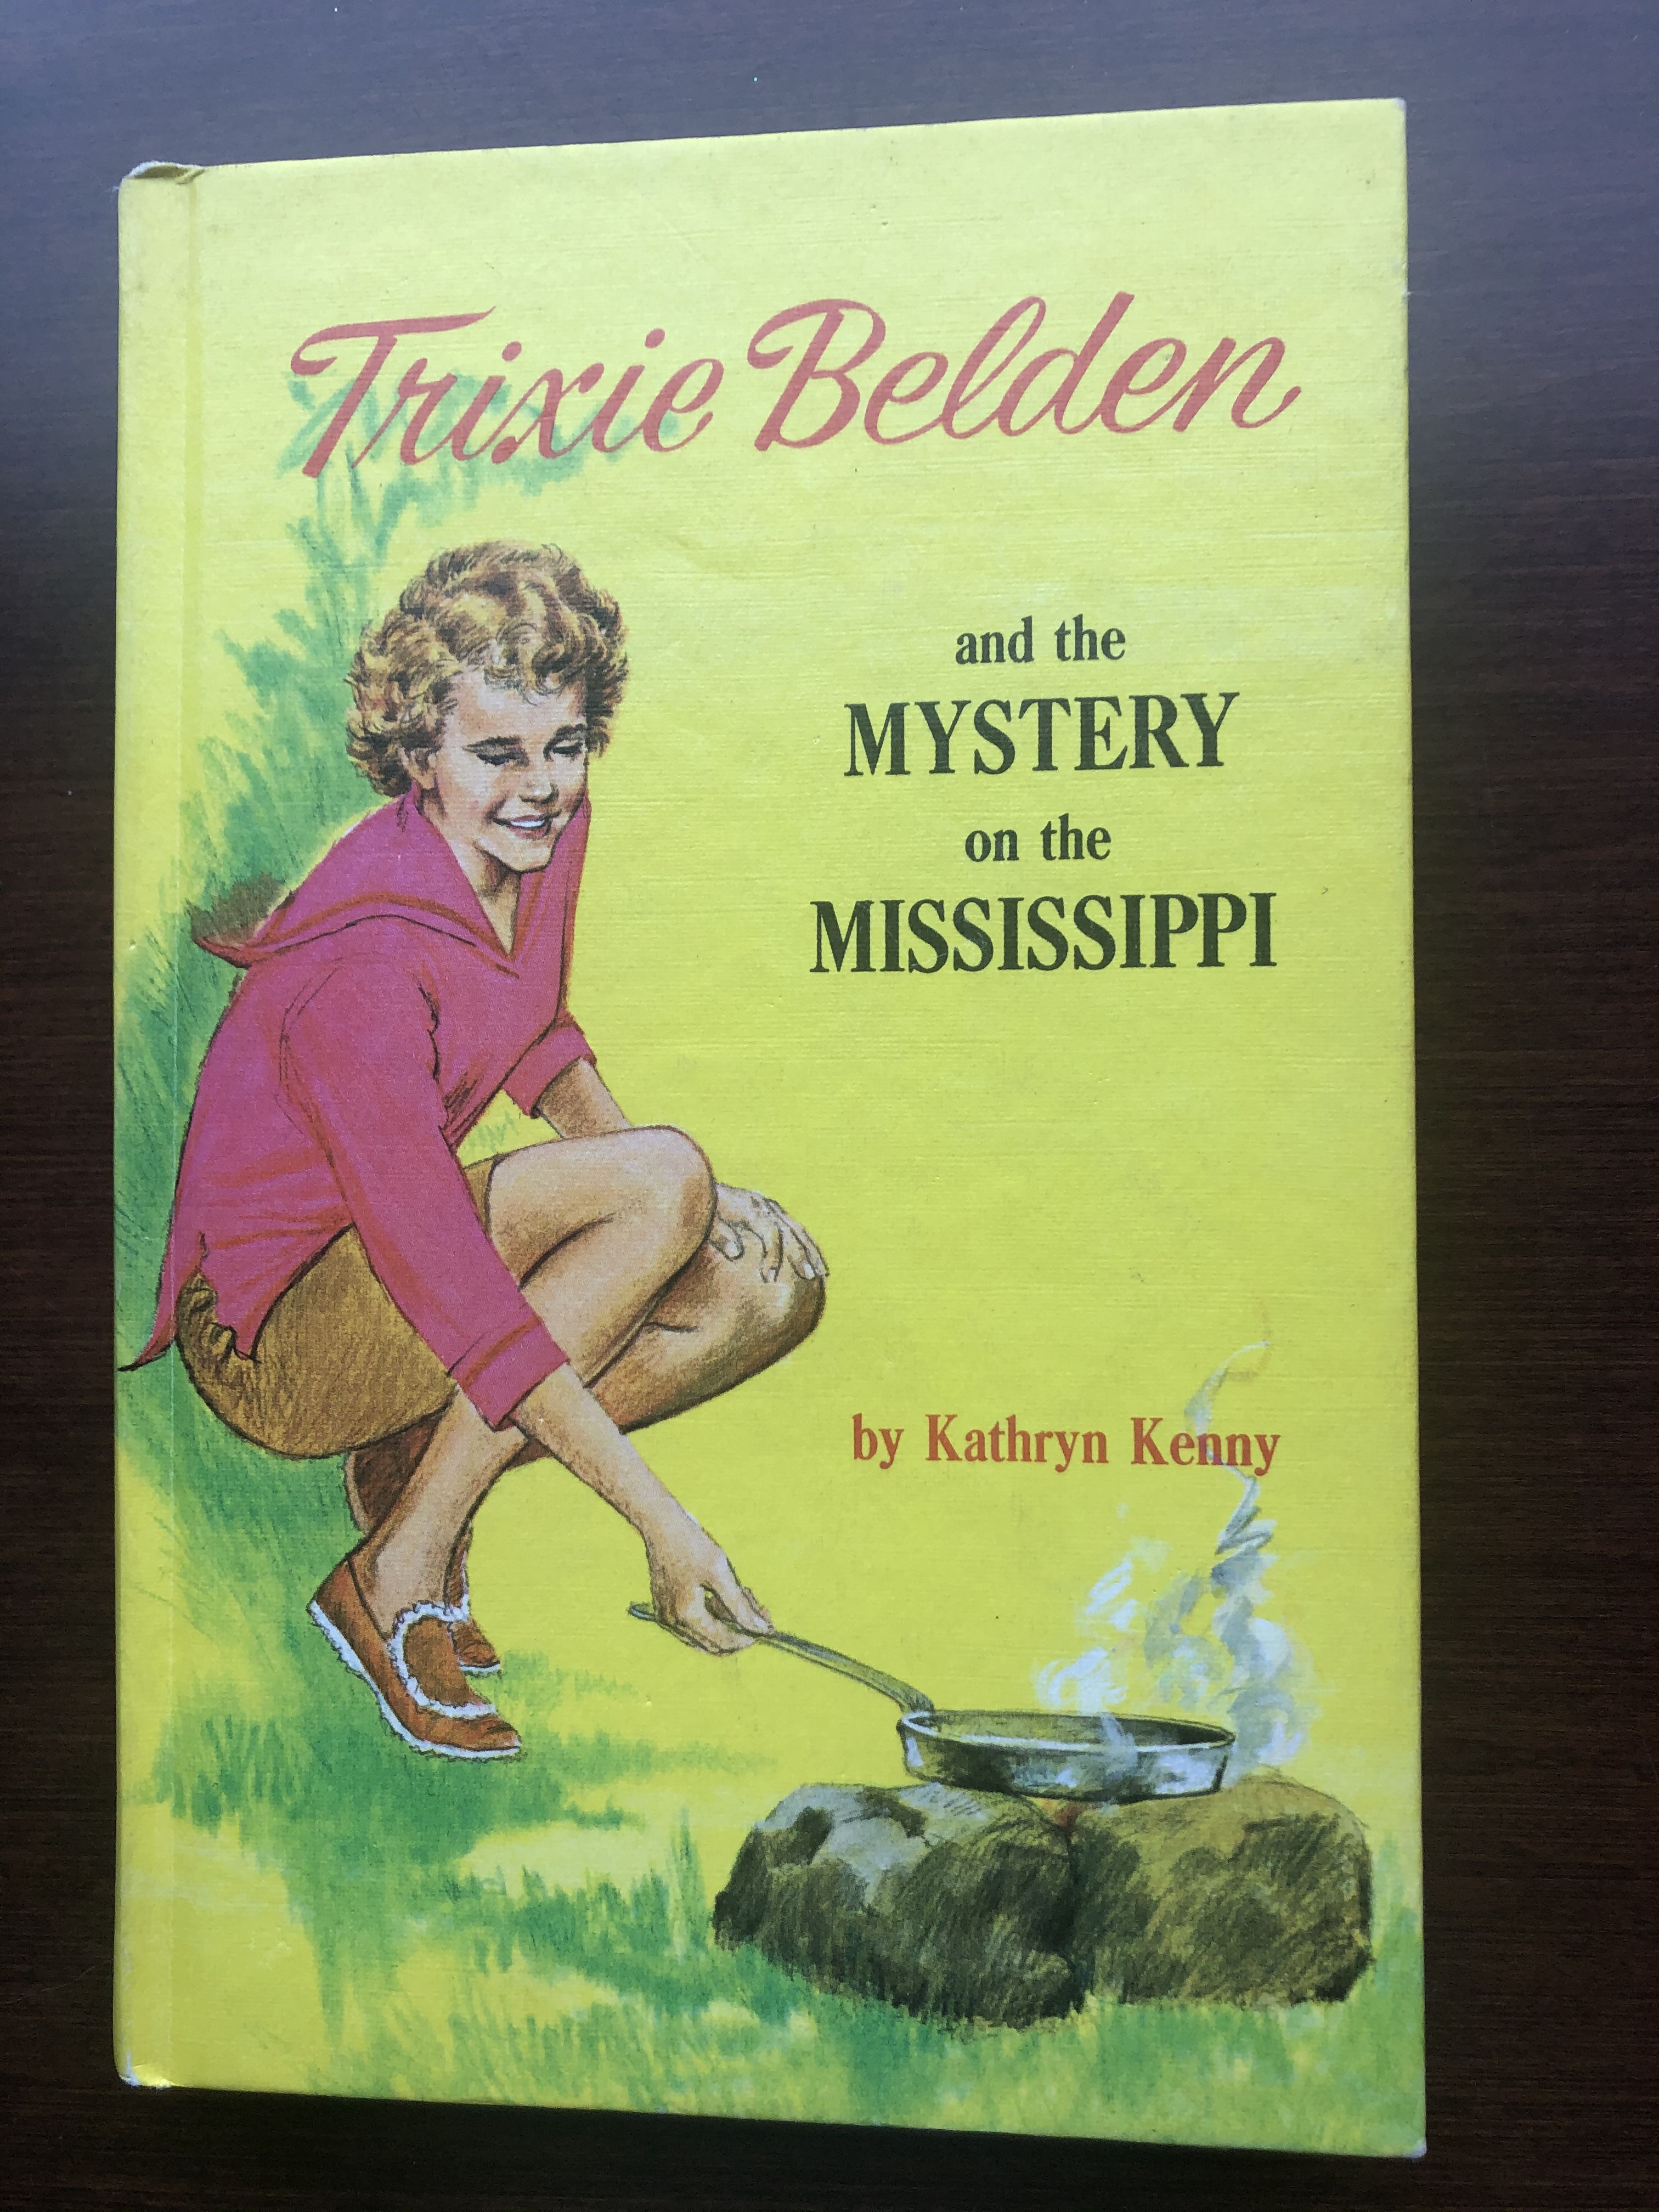 Trixie Belden
and the
MYSTERY
on the
MISSISSIPPI
by Kathryn Kenny